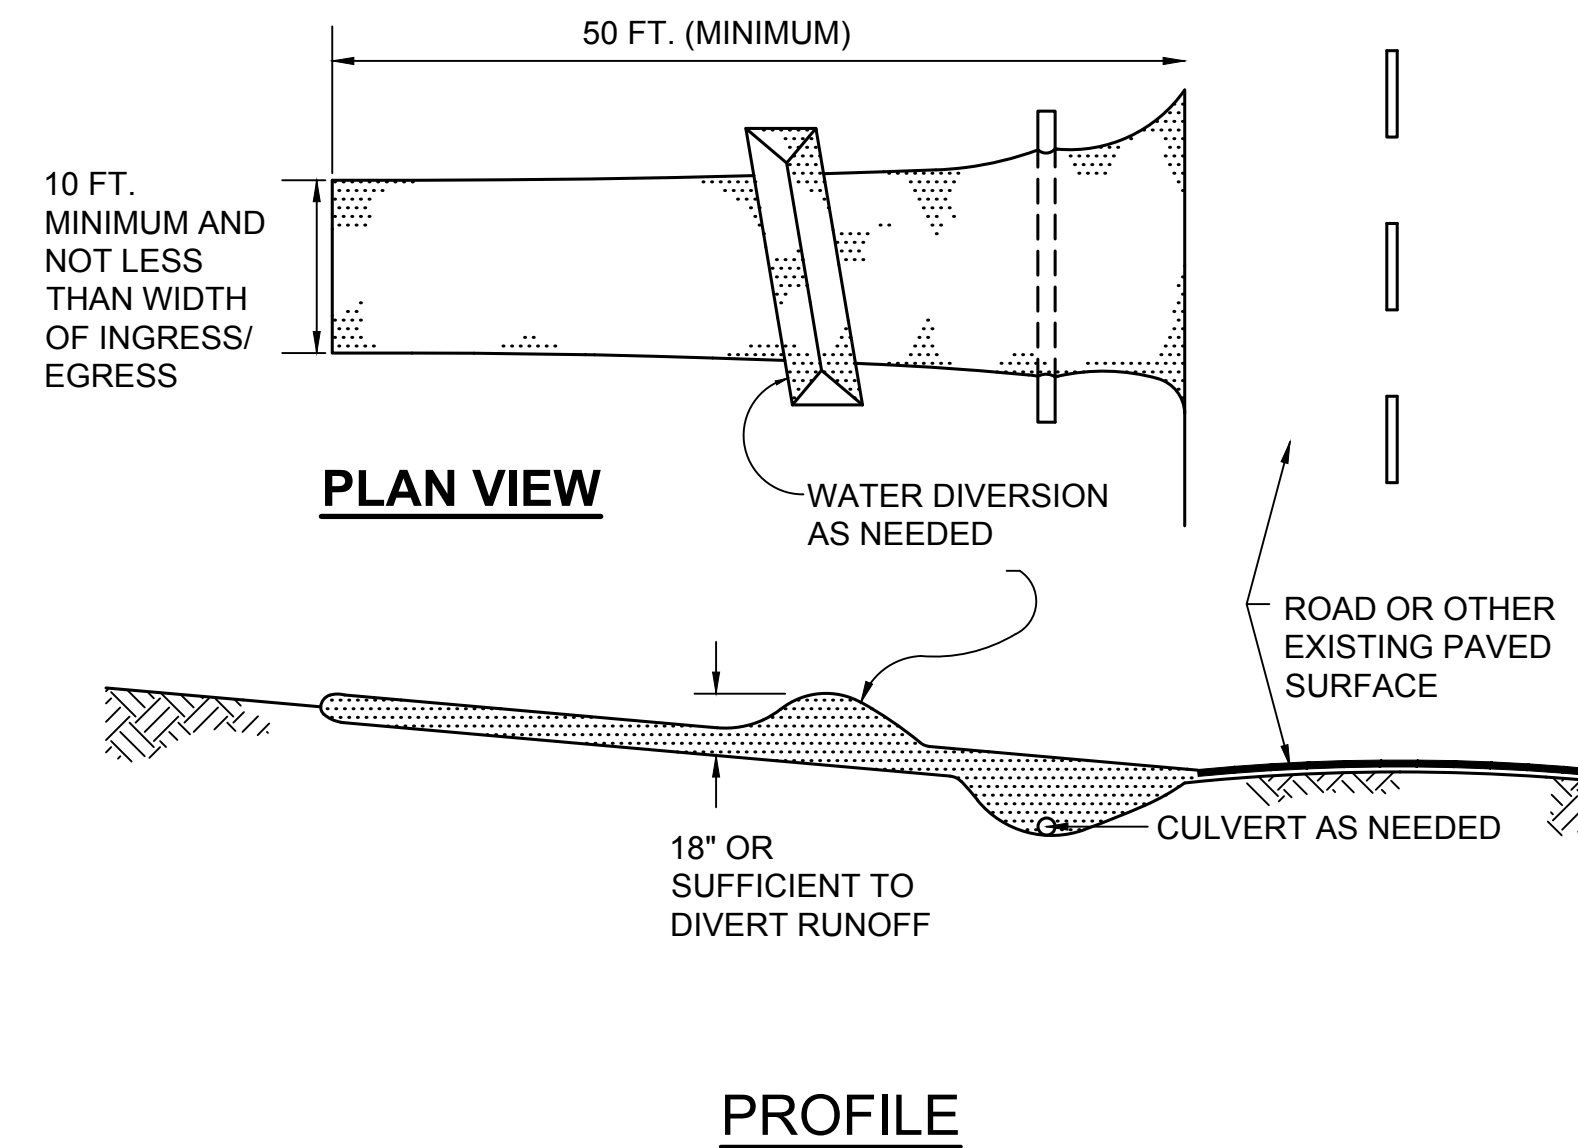 50 FT. (MINIMUM)
10 FT.
MINIMUM AND
NOT LESS
THAN WIDTH
OF INGRESS/
EGRESS
PLAN VIEW
WATER DIVERSION
AS NEEDED
ROAD OR OTHER
EXISTING PAVED
SURFACE
CULVERT AS NEEDED
18" OR
SUFFICIENT TO
DIVERT RUNOFF
PROFILE